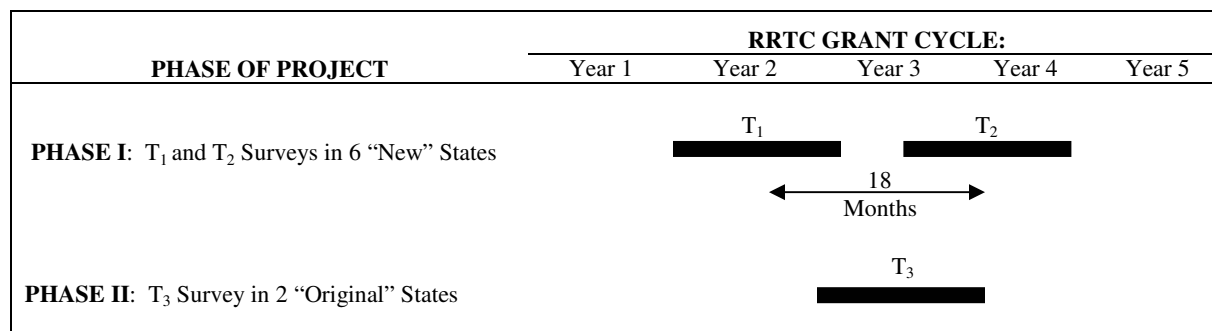 RRTC GRANT CYCLE:
PHASE OF PROJECT Year 1 Year 2 Year 3 Year 4 Year 5
T1 T2
PHASE I: T1 and T2 Surveys in 6 “New” States
18
Months
T3
PHASE II: T3 Survey in 2 “Original” States